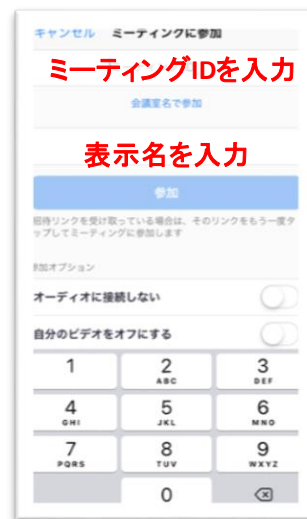 キャンセル ミーティングに参加
ミーティングIDを入力
会議室名で参加
表示名を入力
参加
招待リンクを受け取っている場合は、そのリンクをもう一度タ
ップしてミーティングに参加します
参加オプション
オーディオに接続しない
自分のビデオをオフにする
1 2 3
ABC DEF
4 5 6
GHI JKL MNO
7 8 9
PQRS TUV WXYZ
0